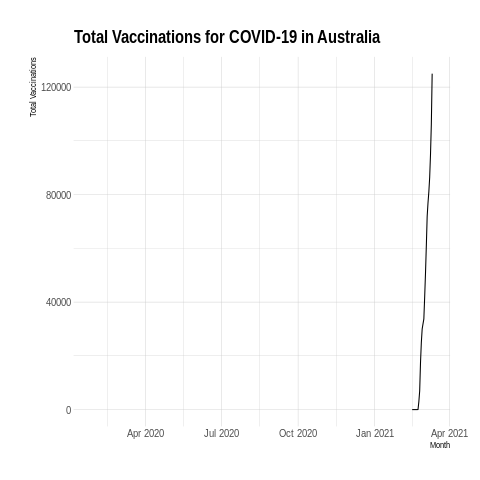 Total Vaccinations for COVID-19 in Australia
Total Vaccinations
120000
80000
40000
0
Apr 2020 Jul 2020 Oct 2020 Jan 2021 Apr 2021
Month